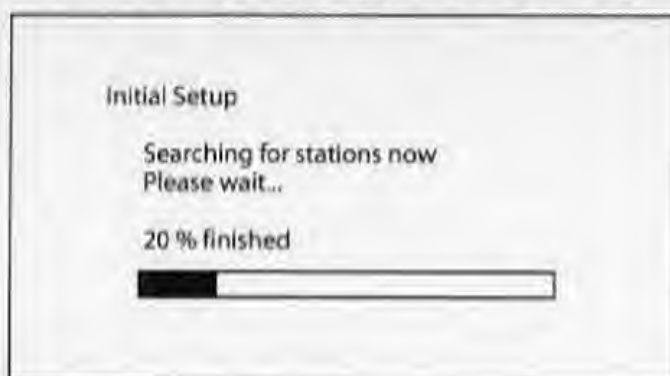 Initial Setup
Searching for stations now
Please wait...
20 % finished